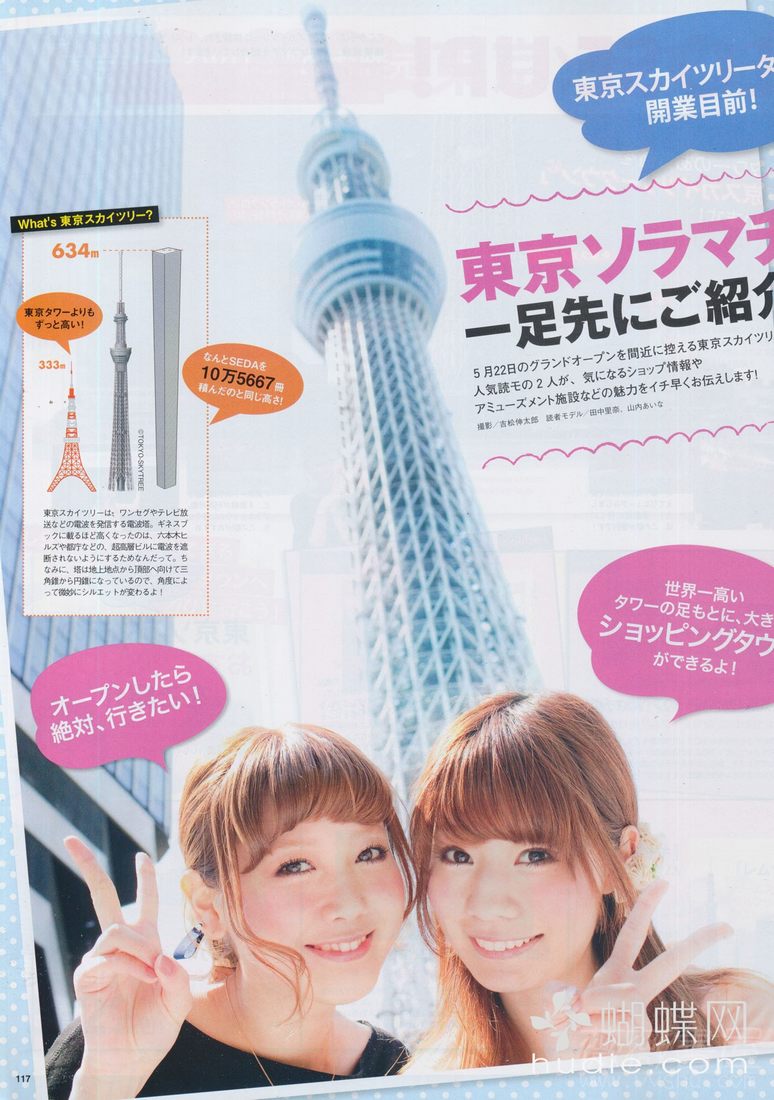 東京スカイツリータ
開業目前!
What's 東京スカイツリー?
634m
東京タワーよりも
ずっと高い!
333m
なんとSEDAを
10万5667冊
積んだのと同じ高さ!
©TOKYO-SKYTREE
東京スカイツリーは、ワンセグやテレビ放
送などの電波を発信する電波塔。ギネスブ
ックに載るほど高くなったのは、六本木ヒ
ルズや都庁などの、超高層ビルに電波を遮
断されないようにするためなんだって。ち
なみに、塔は地上地点から頂部へ向けて三
角錐から円錐になっているので、角度によ
って微妙にシルエットが変わるよ!
東京ソラマチ
一足先にご紹介
5月22日のグランドオープンを間近に控える東京スカイツリ
人気読モの2人が、気になるショップ情報や
アミューズメント施設などの魅力をイチ早くお伝えします!
撮影/吉松伸太郎 読者モデル/田中里奈、山内あいな
世界一高い
タワーの足もとに、大き
ショッピングタウ
ができるよ!
オープンしたら
絶対、行きたい!
蝴蝶网
hudie.com
117